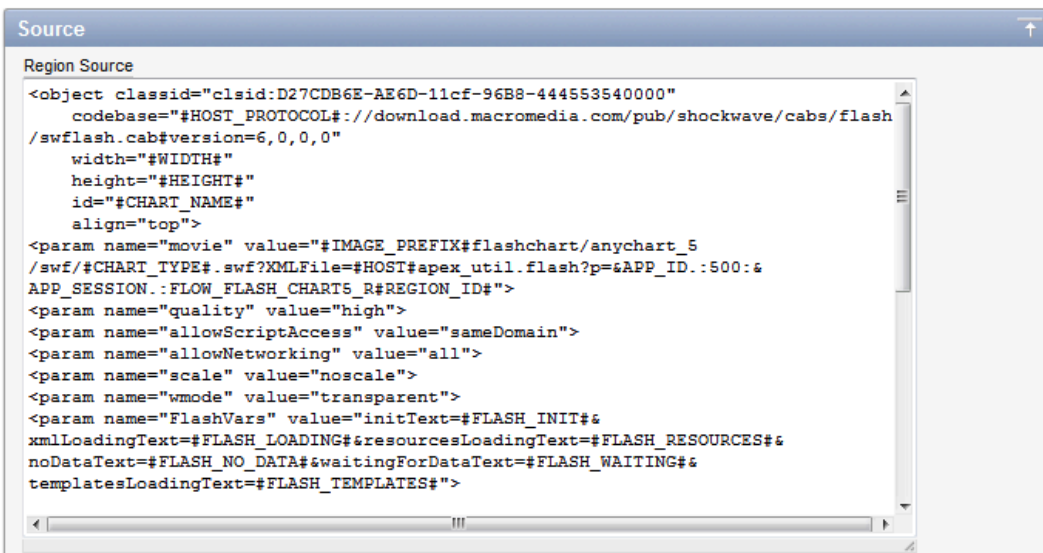 Source
Region Source
<object classid="clsid:D27CDB6E-AE6D-11cf-96B8-444553540000"
codebase="#HOST_PROTOCOL#://download.macromedia.com/pub/shockwave/cabs/flash
/swflash.cab#version=6,0,0,0"
width="#WIDTH#"
height="#HEIGHT#"
id="#CHART_NAME#"
align="top">
<param name="movie" value="#IMAGE_PREFIX#flashchart/anychart_5
/swf/#CHART_TYPE#.swf?XMLFile=#HOST#apex_util.flash?p=&APP_ID.:500:&
APP_SESSION.:FLOW_FLASH_CHART5_R#REGION_ID#">
<param name="quality" value="high">
<param name="allowScriptAccess" value="sameDomain">
<param name="allowNetworking" value="all">
<param name="scale" value="noscale">
<param name="wmode" value="transparent">
<param name="FlashVars" value="initText=#FLASH_INIT#&
xmlLoadingText=#FLASH_LOADING#&resourcesLoadingText=#FLASH_RESOURCES#&
noDataText=#FLASH_NO_DATA#&waitingForDataText=#FLASH_WAITING#&
templatesLoadingText=#FLASH_TEMPLATES#">